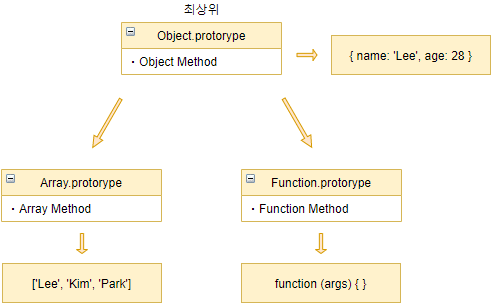 최상위
Object.protorype
· Object Method
{ name: 'Lee', age: 28 }
Array.protorype
· Array Method
Function.protorype
· Function Method
['Lee', 'Kim', 'Park']
function (args) { }